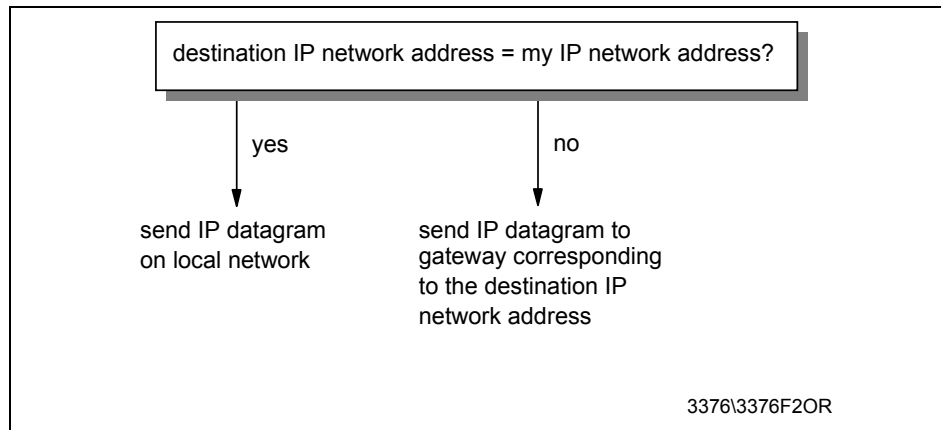 destination IP network address = my IP network address?
yes
no
send IP datagram
on local network
send IP datagram to
gateway corresponding
to the destination IP
network address
3376\3376F2OR